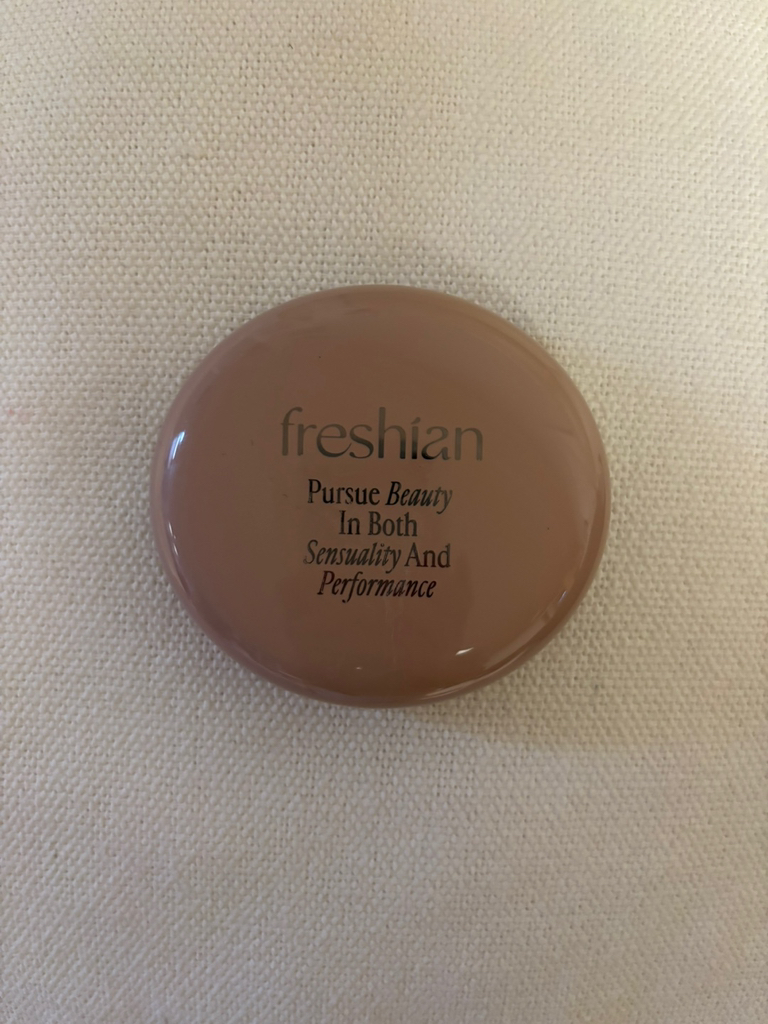 freshian
Pursue Beauty
In Both
Sensuality And
Performance